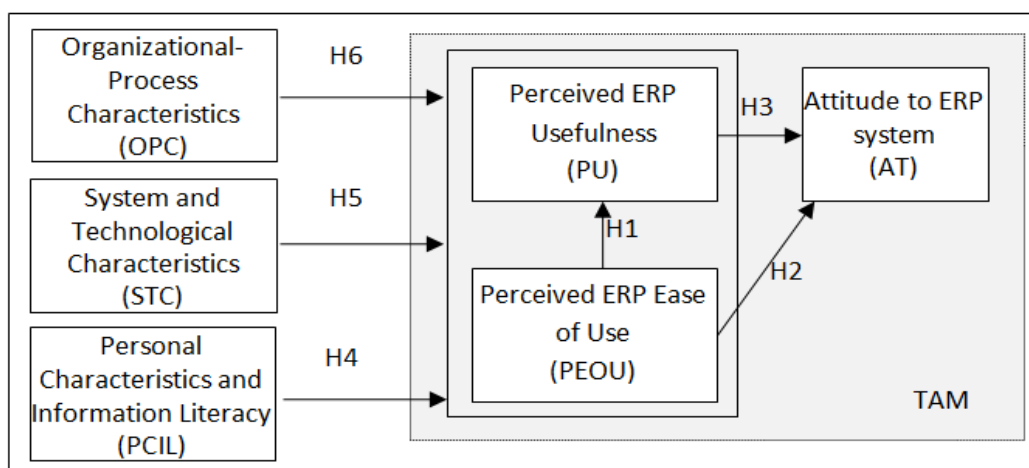 Organizational-
Process
Characteristics
(OPC)
H6
System and
Technological
Characteristics
(STC)
H5
Personal
Characteristics and
Information Literacy
(PCIL)
H4
Perceived ERP
Usefulness
(PU)
H3
Attitude to ERP
system
(AT)
H1
H2
Perceived ERP Ease
of Use
(PEOU)
TAM